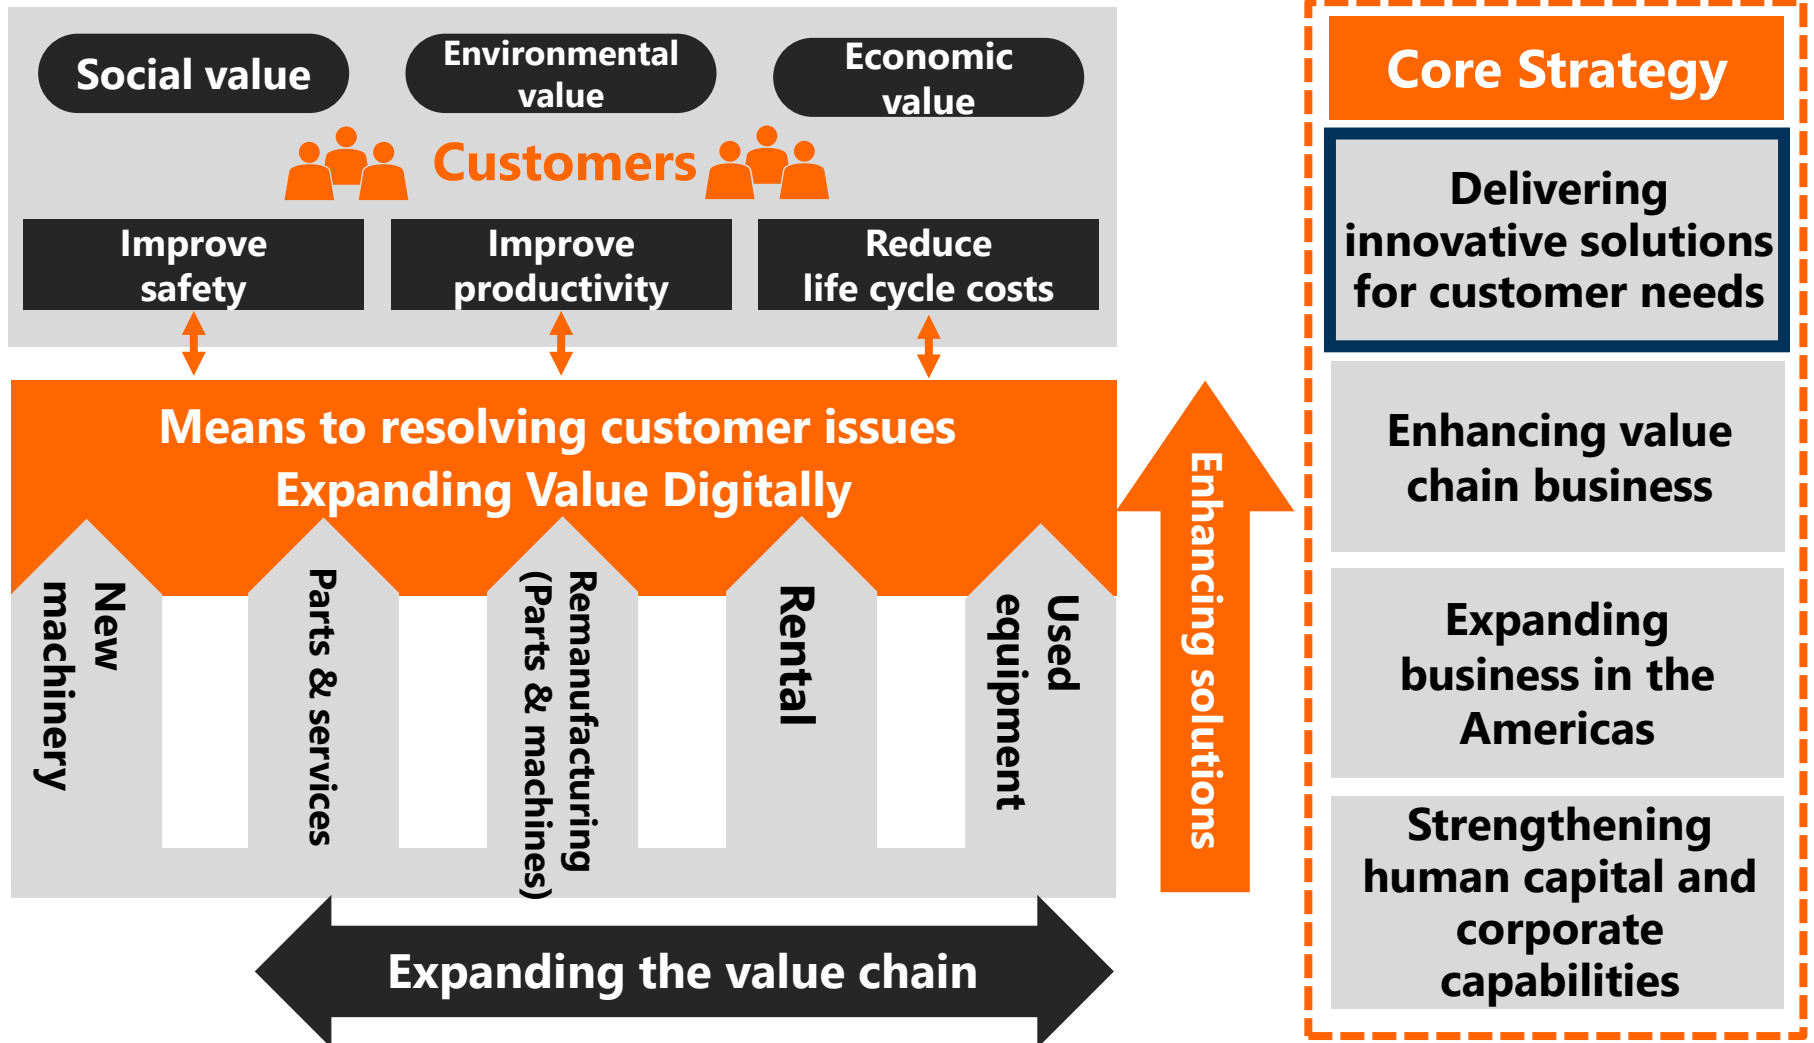 Social value
Environmental
value
Economic
value
Customers
Improve
safety
Improve
productivity
Reduce
life cycle costs
Means to resolving customer issues
Expanding Value Digitally
New
machinery
Parts & services
Remanufacturing
(Parts & machines)
Rental
Used
equipment
Expanding the value chain
Enhancing solutions
Core Strategy
Delivering
innovative solutions
for customer needs
Enhancing value
chain business
Expanding
business in the
Americas
Strengthening
human capital and
corporate
capabilities